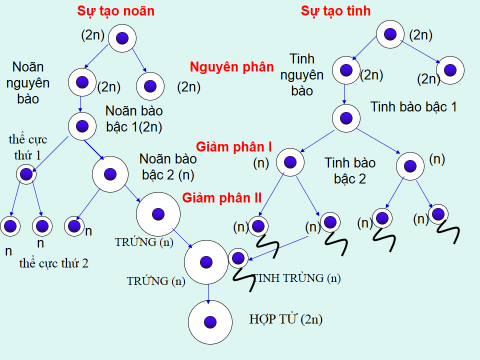 Sự tạo noãn
Sự tạo tinh
(2n)
(2n)
Noãn
nguyên
bào
(2n)
(2n)
Nguyên phân
Tinh
nguyên
bào
(2n)
(2n)
Noãn bào
bậc 1(2n)
Tinh bào bậc 1
thể cực
thứ 1
Giảm phân I
(n)
Noãn bào
bậc 2 (n)
Tinh bào
bậc 2
(n)
Giảm phân II
n
n
n
thể cực thứ 2
TRỨNG (n)
(n)
(n)
(n)
(n)
TRỨNG (n)
TINH TRÙNG (n)
HỢP TỬ (2n)